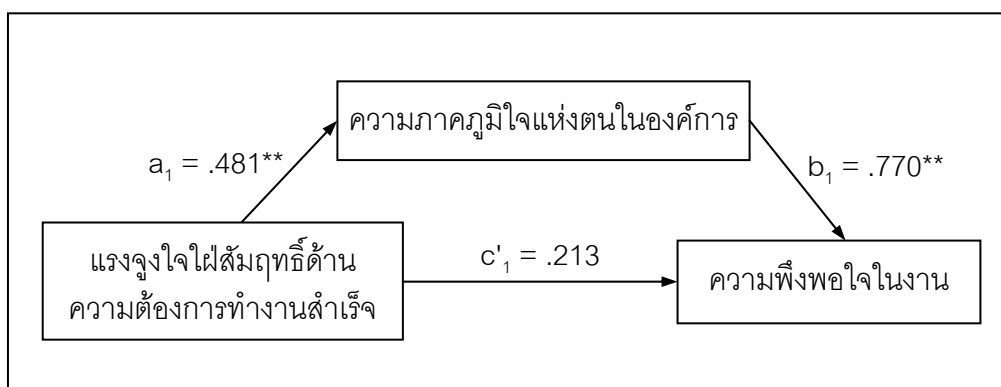 ความภาคภูมิใจแห่งตนในองค์การ
a₁ = .481**
b₁ = .770**
แรงจูงใจใฝ่สัมฤทธิ์ด้าน
ความต้องการทำงานสำเร็จ
c'₁ = .213
ความพึงพอใจในงาน